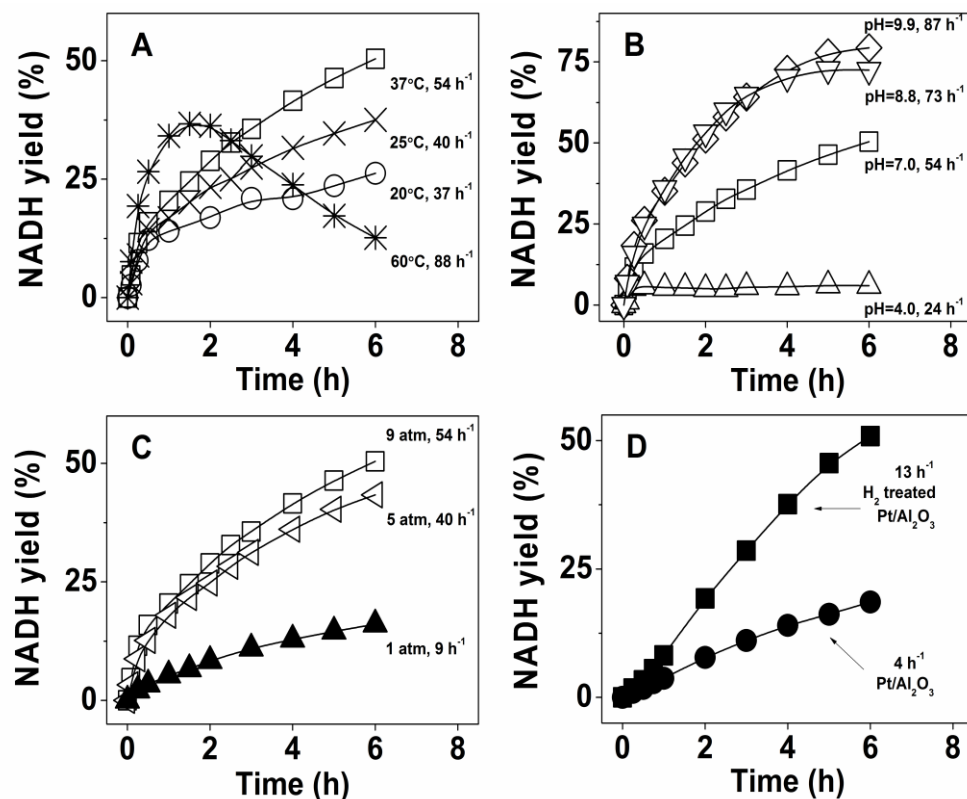 A
NADH yield (%)
50
25
0
37°C, 54 h⁻¹
25°C, 40 h⁻¹
20°C, 37 h⁻¹
60°C, 88 h⁻¹
0 2 4 6 8
Time (h)
B
NADH yield (%)
75
50
25
0
pH=9.9, 87 h⁻¹
pH=8.8, 73 h⁻¹
pH=7.0, 54 h⁻¹
pH=4.0, 24 h⁻¹
0 2 4 6 8
Time (h)
C
NADH yield (%)
50
25
0
9 atm, 54 h⁻¹
5 atm, 40 h⁻¹
1 atm, 9 h⁻¹
0 2 4 6 8
Time (h)
D
NADH yield (%)
50
25
0
13 h⁻¹
H₂ treated
Pt/Al₂O₃
4 h⁻¹
Pt/Al₂O₃
0 2 4 6 8
Time (h)